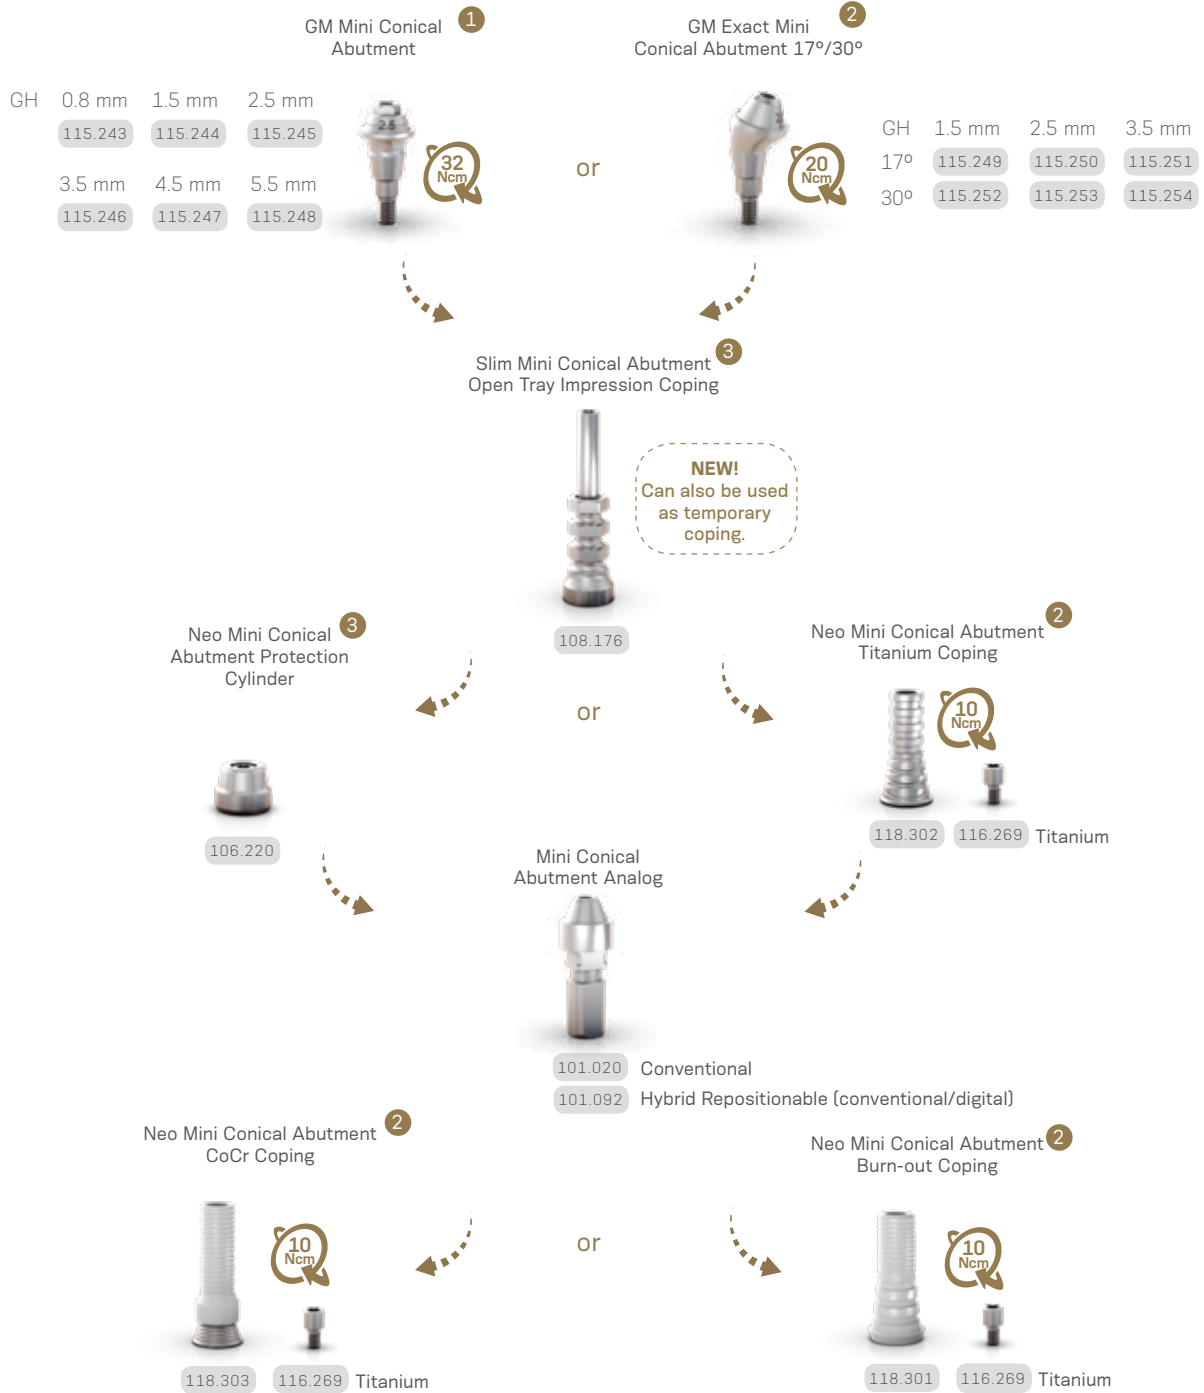 GM Mini Conical
Abutment
1
GM Exact Mini
Conical Abutment 17º/30º
2
GH 0.8 mm 1.5 mm 2.5 mm
115.243 115.244 115.245
3.5 mm 4.5 mm 5.5 mm
115.246 115.247 115.248
2.5
32
Ncm
or
20
Ncm
GH 1.5 mm 2.5 mm 3.5 mm
17º 115.249 115.250 115.251
30º 115.252 115.253 115.254
Slim Mini Conical Abutment
Open Tray Impression Coping
3
NEW!
Can also be used
as temporary
coping.
108.176
Neo Mini Conical
Abutment Protection
Cylinder
3
106.220
or
Neo Mini Conical Abutment
Titanium Coping
2
10
Ncm
118.302 116.269 Titanium
Mini Conical
Abutment Analog
101.020 Conventional
101.092 Hybrid Repositionable (conventional/digital)
Neo Mini Conical Abutment
CoCr Coping
2
10
Ncm
118.303 116.269 Titanium
or
Neo Mini Conical Abutment
Burn-out Coping
2
10
Ncm
118.301 116.269 Titanium